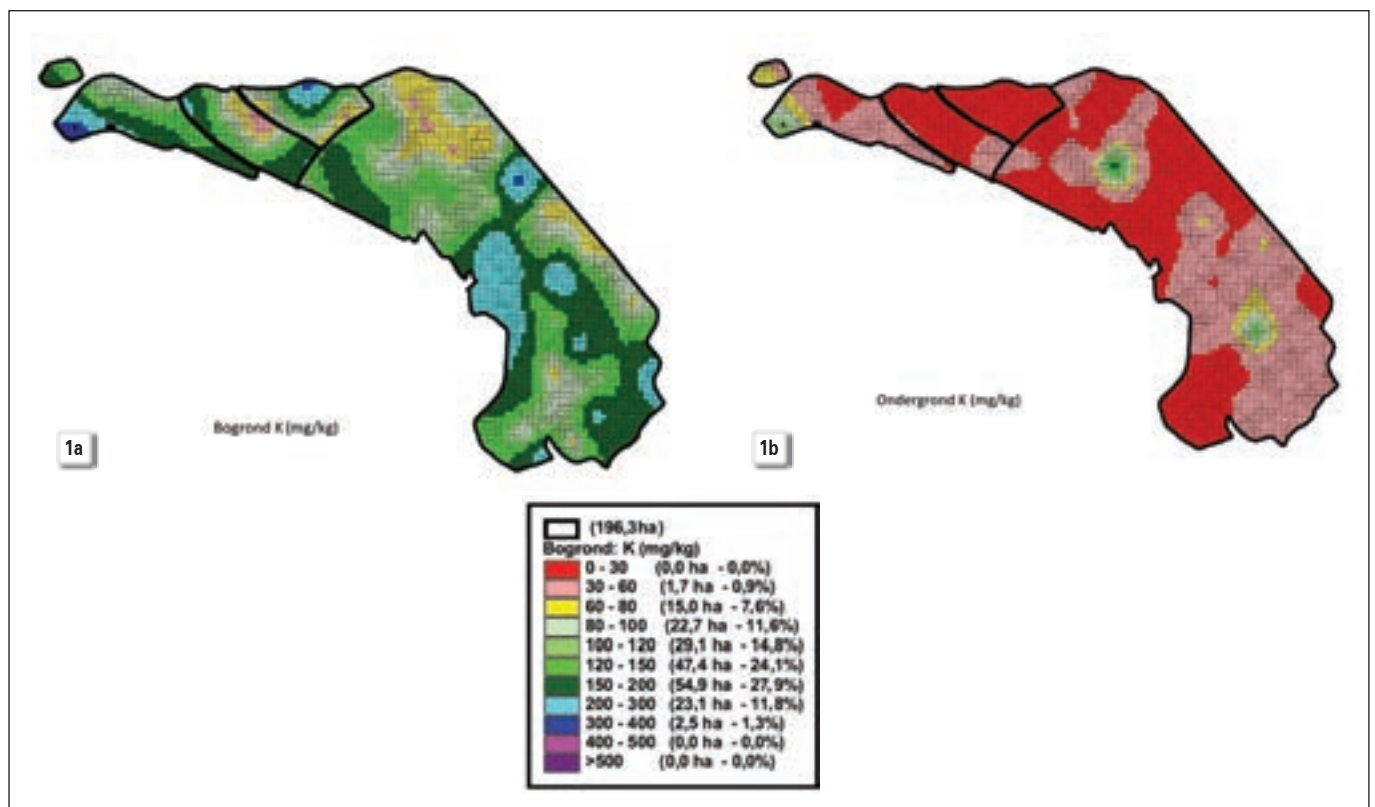 Bogrond K (mg/kg)
1a
Ondergrond K (mg/kg)
1b
(196,3ha)
Bogrond: K (mg/kg)
0 - 30 (0,0 ha - 0,0%)
30 - 60 (1,7 ha - 0,9%)
60 - 80 (15,0 ha - 7,6%)
80 - 100 (22,7 ha - 11,6%)
100 - 120 (29,1 ha - 14,8%)
120 - 150 (47,4 ha - 24,1%)
150 - 200 (54,9 ha - 27,9%)
200 - 300 (23,1 ha - 11,8%)
300 - 400 (2,5 ha - 1,3%)
400 - 500 (0,0 ha - 0,0%)
>500 (0,0 ha - 0,0%)